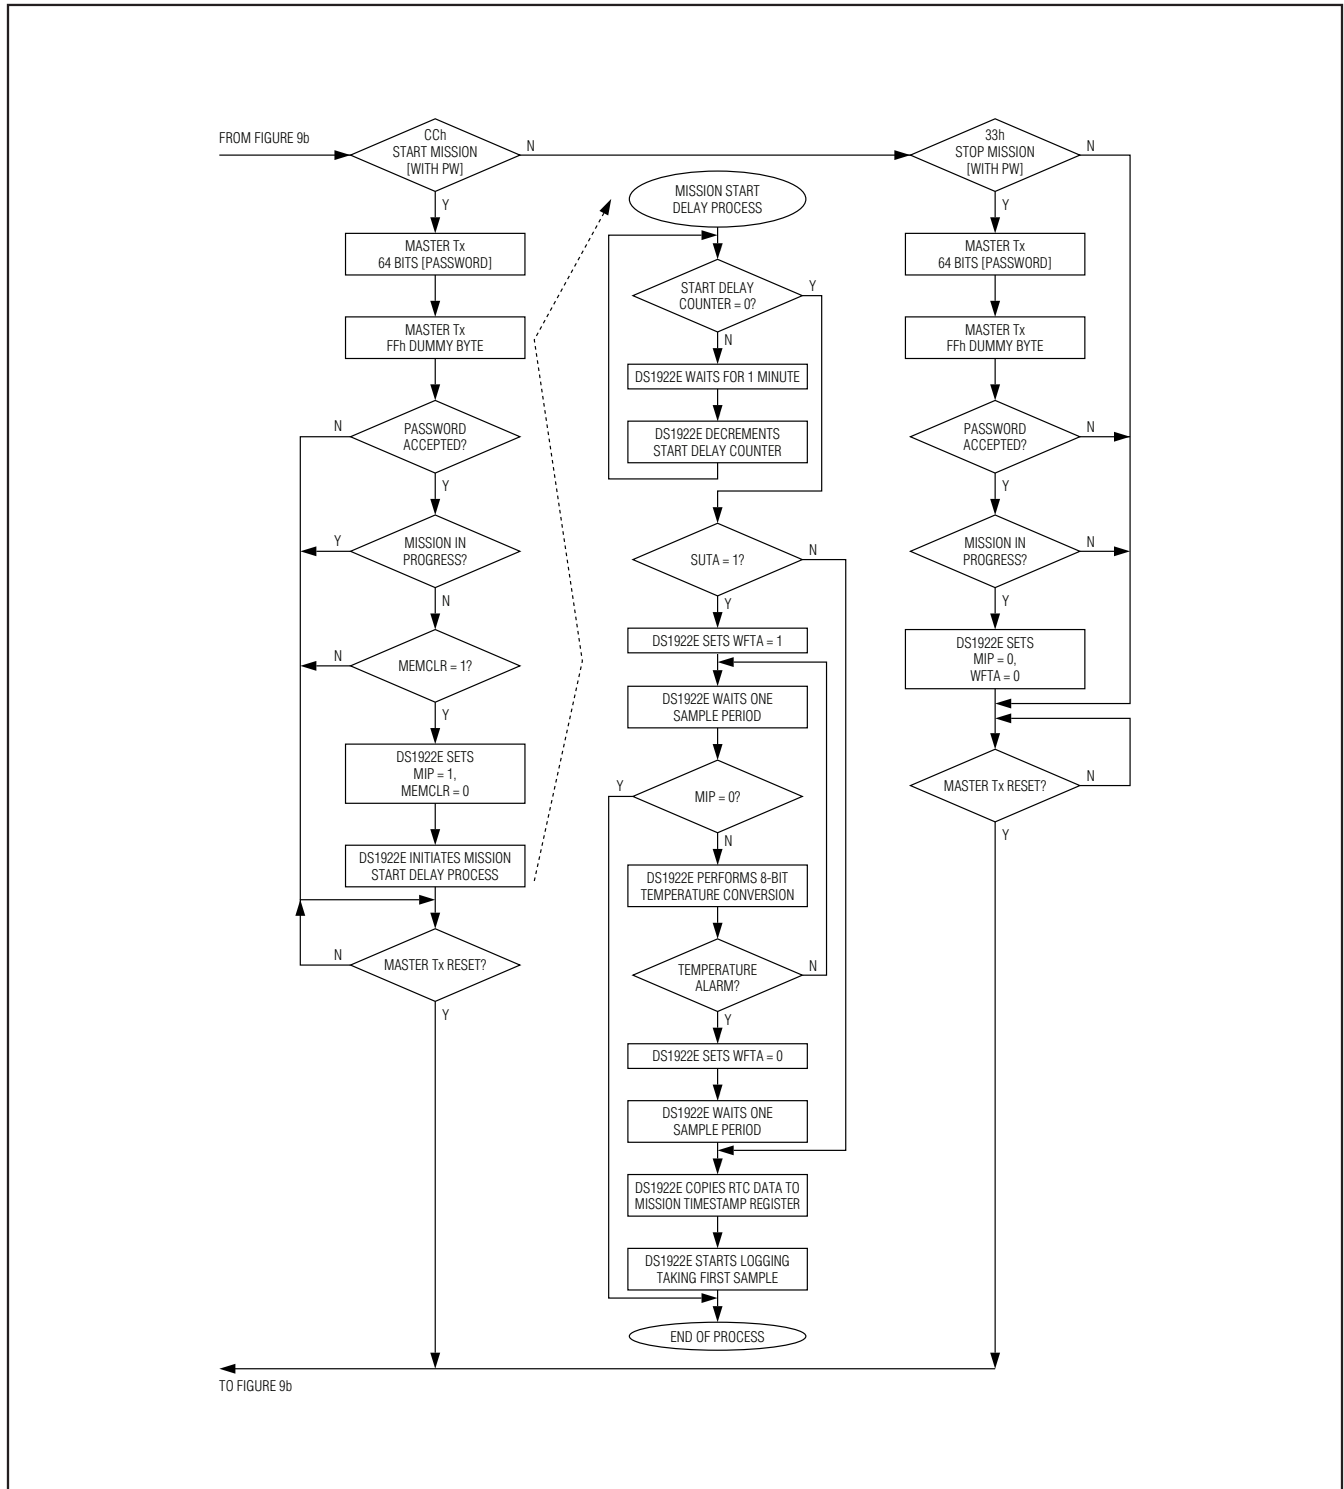 FROM FIGURE 9b
CCh
START MISSION
[WITH PW]
N
Y
MASTER Tx
64 BITS [PASSWORD]
MASTER Tx
FFh DUMMY BYTE
N
PASSWORD
ACCEPTED?
Y
Y
MISSION IN
PROGRESS?
N
N
MEMCLR = 1?
Y
DS1922E SETS
MIP = 1,
MEMCLR = 0
DS1922E INITIATES MISSION
START DELAY PROCESS
N
MASTER Tx RESET?
Y
MISSION START
DELAY PROCESS
START DELAY
COUNTER = 0?
Y
N
DS1922E WAITS FOR 1 MINUTE
DS1922E DECREMENTS
START DELAY COUNTER
SUTA = 1?
N
Y
DS1922E SETS WFTA = 1
DS1922E WAITS ONE
SAMPLE PERIOD
Y
MIP = 0?
N
DS1922E PERFORMS 8-BIT
TEMPERATURE CONVERSION
TEMPERATURE
ALARM?
N
Y
DS1922E SETS WFTA = 0
DS1922E WAITS ONE
SAMPLE PERIOD
DS1922E COPIES RTC DATA TO
MISSION TIMESTAMP REGISTER
DS1922E STARTS LOGGING
TAKING FIRST SAMPLE
END OF PROCESS
33h
STOP MISSION
[WITH PW]
N
Y
MASTER Tx
64 BITS [PASSWORD]
MASTER Tx
FFh DUMMY BYTE
PASSWORD
ACCEPTED?
N
Y
MISSION IN
PROGRESS?
N
Y
DS1922E SETS
MIP = 0,
WFTA = 0
MASTER Tx RESET?
N
Y
TO FIGURE 9b